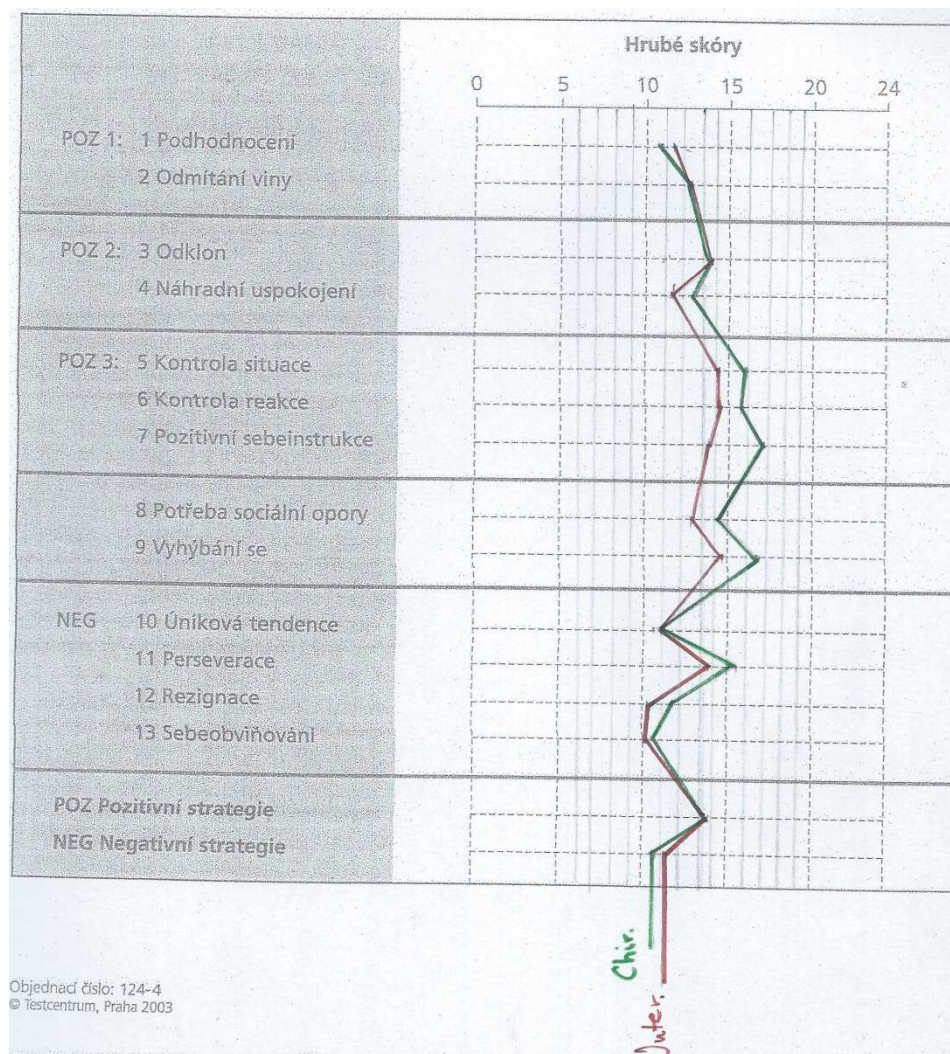 Hrubé skóry
0 5 10 15 20 24
POZ 1: 1 Podhodnocení
2 Odmítání viny
POZ 2: 3 Odklon
4 Náhradní uspokojení
POZ 3: 5 Kontrola situace
6 Kontrola reakce
7 Pozitivní sebeinstrukce
8 Potřeba sociální opory
9 Vyhýbání se
NEG 10 Úniková tendence
11 Perseverace
12 Rezignace
13 Sebeobviňování
POZ Pozitivní strategie
NEG Negativní strategie
Chir.
Inter.
Objednací číslo: 124-4
© Testcentrum, Praha 2003